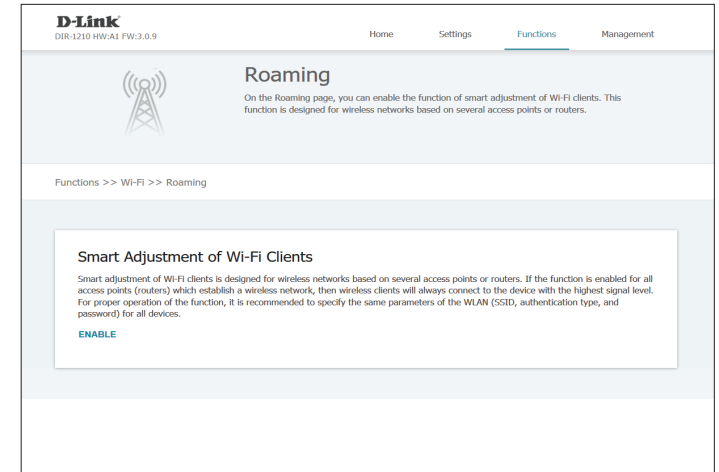 D-Link
DIR-1210 HW:A1 FW:3.0.9
Home Settings Functions Management
Roaming
On the Roaming page, you can enable the function of smart adjustment of Wi-Fi clients. This
function is designed for wireless networks based on several access points or routers.
Functions >> Wi-Fi >> Roaming
Smart Adjustment of Wi-Fi Clients
Smart adjustment of Wi-Fi clients is designed for wireless networks based on several access points or routers. If the function is enabled for all
access points (routers) which establish a wireless network, then wireless clients will always connect to the device with the highest signal level.
For proper operation of the function, it is recommended to specify the same parameters of the WLAN (SSID, authentication type, and
password) for all devices.
ENABLE